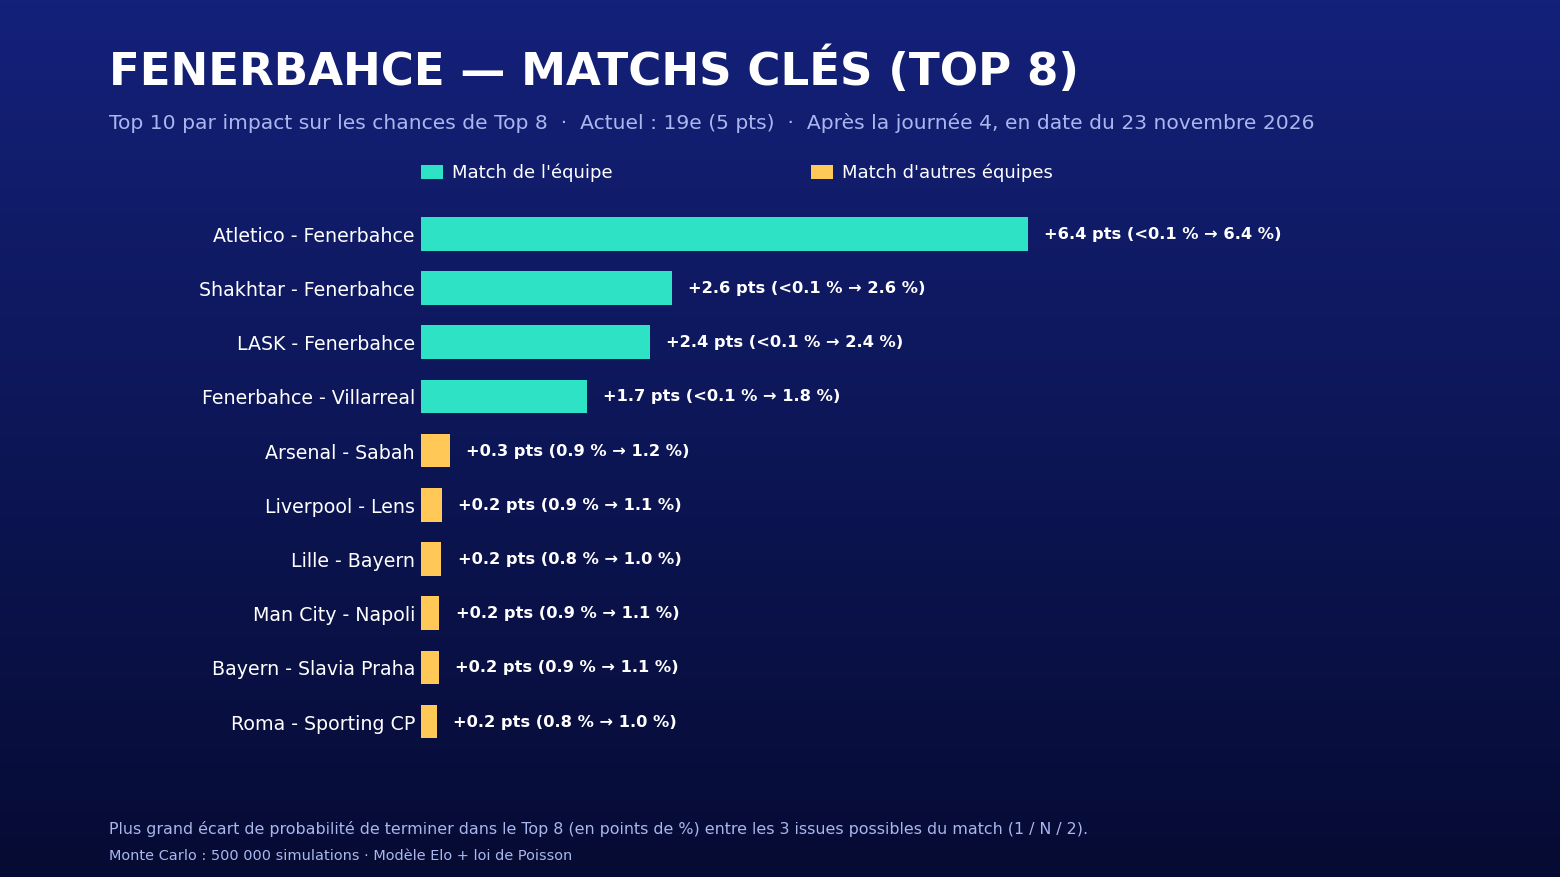 FENERBAHCE — MATCHS CLÉS (TOP 8)
Top 10 par impact sur les chances de Top 8 · Actuel : 19e (5 pts) · Après la journée 4, en date du 23 novembre 2026
Match de l'équipe Match d'autres équipes
Atletico - Fenerbahce +6.4 pts (<0.1 % → 6.4 %)
Shakhtar - Fenerbahce +2.6 pts (<0.1 % → 2.6 %)
LASK - Fenerbahce +2.4 pts (<0.1 % → 2.4 %)
Fenerbahce - Villarreal +1.7 pts (<0.1 % → 1.8 %)
Arsenal - Sabah +0.3 pts (0.9 % → 1.2 %)
Liverpool - Lens +0.2 pts (0.9 % → 1.1 %)
Lille - Bayern +0.2 pts (0.8 % → 1.0 %)
Man City - Napoli +0.2 pts (0.9 % → 1.1 %)
Bayern - Slavia Praha +0.2 pts (0.9 % → 1.1 %)
Roma - Sporting CP +0.2 pts (0.8 % → 1.0 %)
Plus grand écart de probabilité de terminer dans le Top 8 (en points de %) entre les 3 issues possibles du match (1 / N / 2).
Monte Carlo : 500 000 simulations · Modèle Elo + loi de Poisson